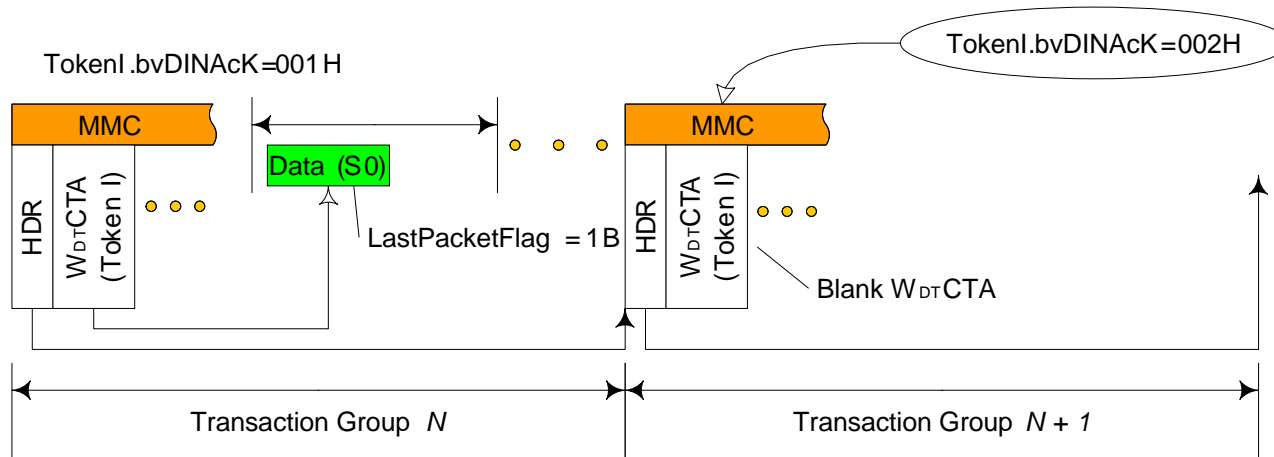 TokenI.bvDINAcK=002H
TokenI.bvDINAcK=001H
MMC
MMC
HDR
WDTCTA
(Token I)
Data (S0)
LastPacketFlag = 1B
HDR
WDTCTA
(Token I)
Blank WDTCTA
Transaction Group N
Transaction Group N + 1